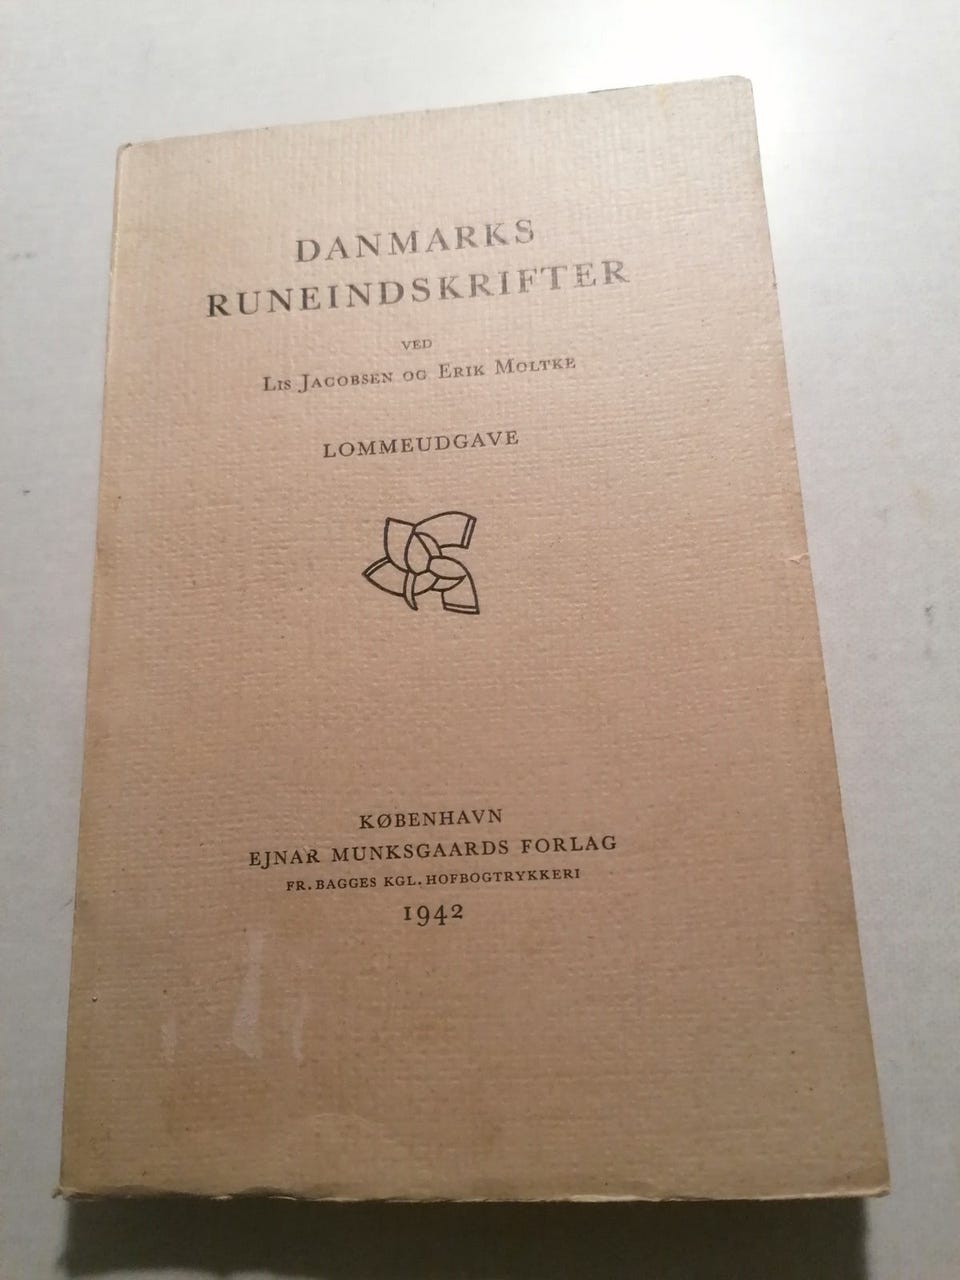 DANMARKS
RUNEINDSKRIFTER
VED
LIS JACOBSEN OG ERIK MOLTKE
LOMMEUDGAVE
KØBENHAVN
EJNAR MUNKSGAARDS FORLAG
FR. BAGGES KGL. HOFBOGTRYKKERI
1942